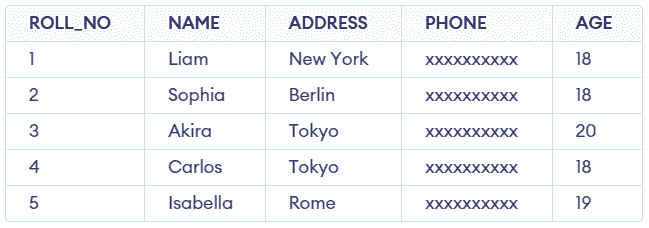 ROLL_NO NAME ADDRESS PHONE AGE
1 Liam New York xxxxxxxxxx 18
2 Sophia Berlin xxxxxxxxxx 18
3 Akira Tokyo xxxxxxxxxx 20
4 Carlos Tokyo xxxxxxxxxx 18
5 Isabella Rome xxxxxxxxxx 19